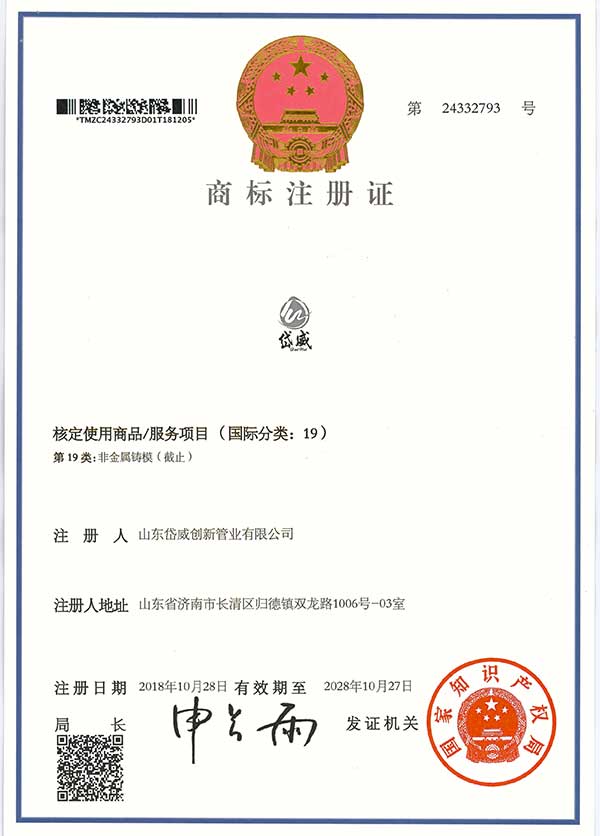 *TMZC24332793D01T181205*
第 24332793 号
商标注册证
岱威
核定使用商品/服务项目（国际分类：19）
第19类:非金属铸模（截止）
注册人 山东岱威创新管业有限公司
注册人地址 山东省济南市长清区归德镇双龙路1006号-03室
注册日期 2018年10月28日 有效期至 2028年10月27日
局长 申长雨 发证机关
国家知识产权局